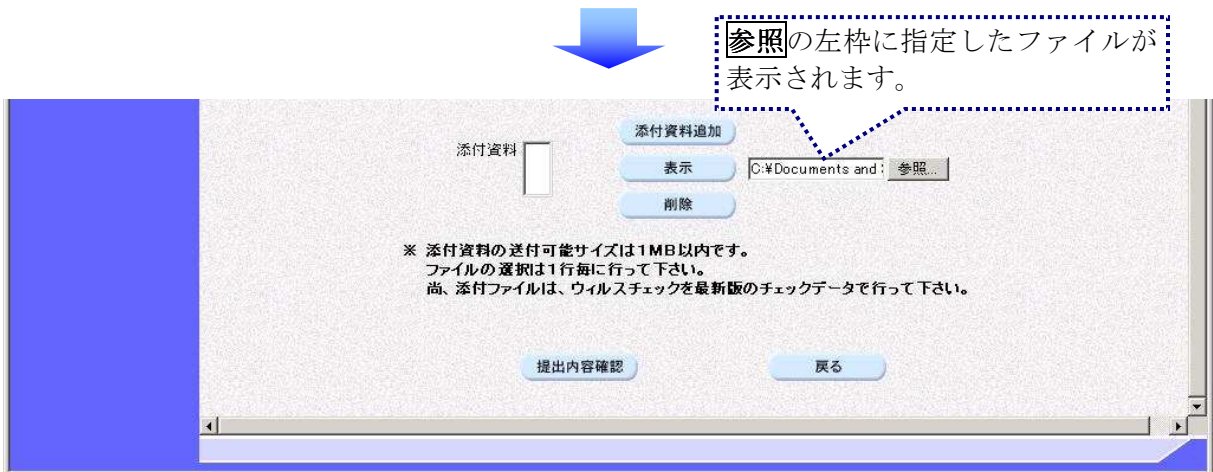 参照の左枠に指定したファイルが
表示されます。
添付資料追加
添付資料
表示
C:¥Documents and
参照...
削除
※ 添付資料の送付可能サイズは1MB以内です。
ファイルの選択は1行毎に行って下さい。
尚、添付ファイルは、ウィルスチェックを最新版のチェックデータで行って下さい。
提出内容確認
戻る